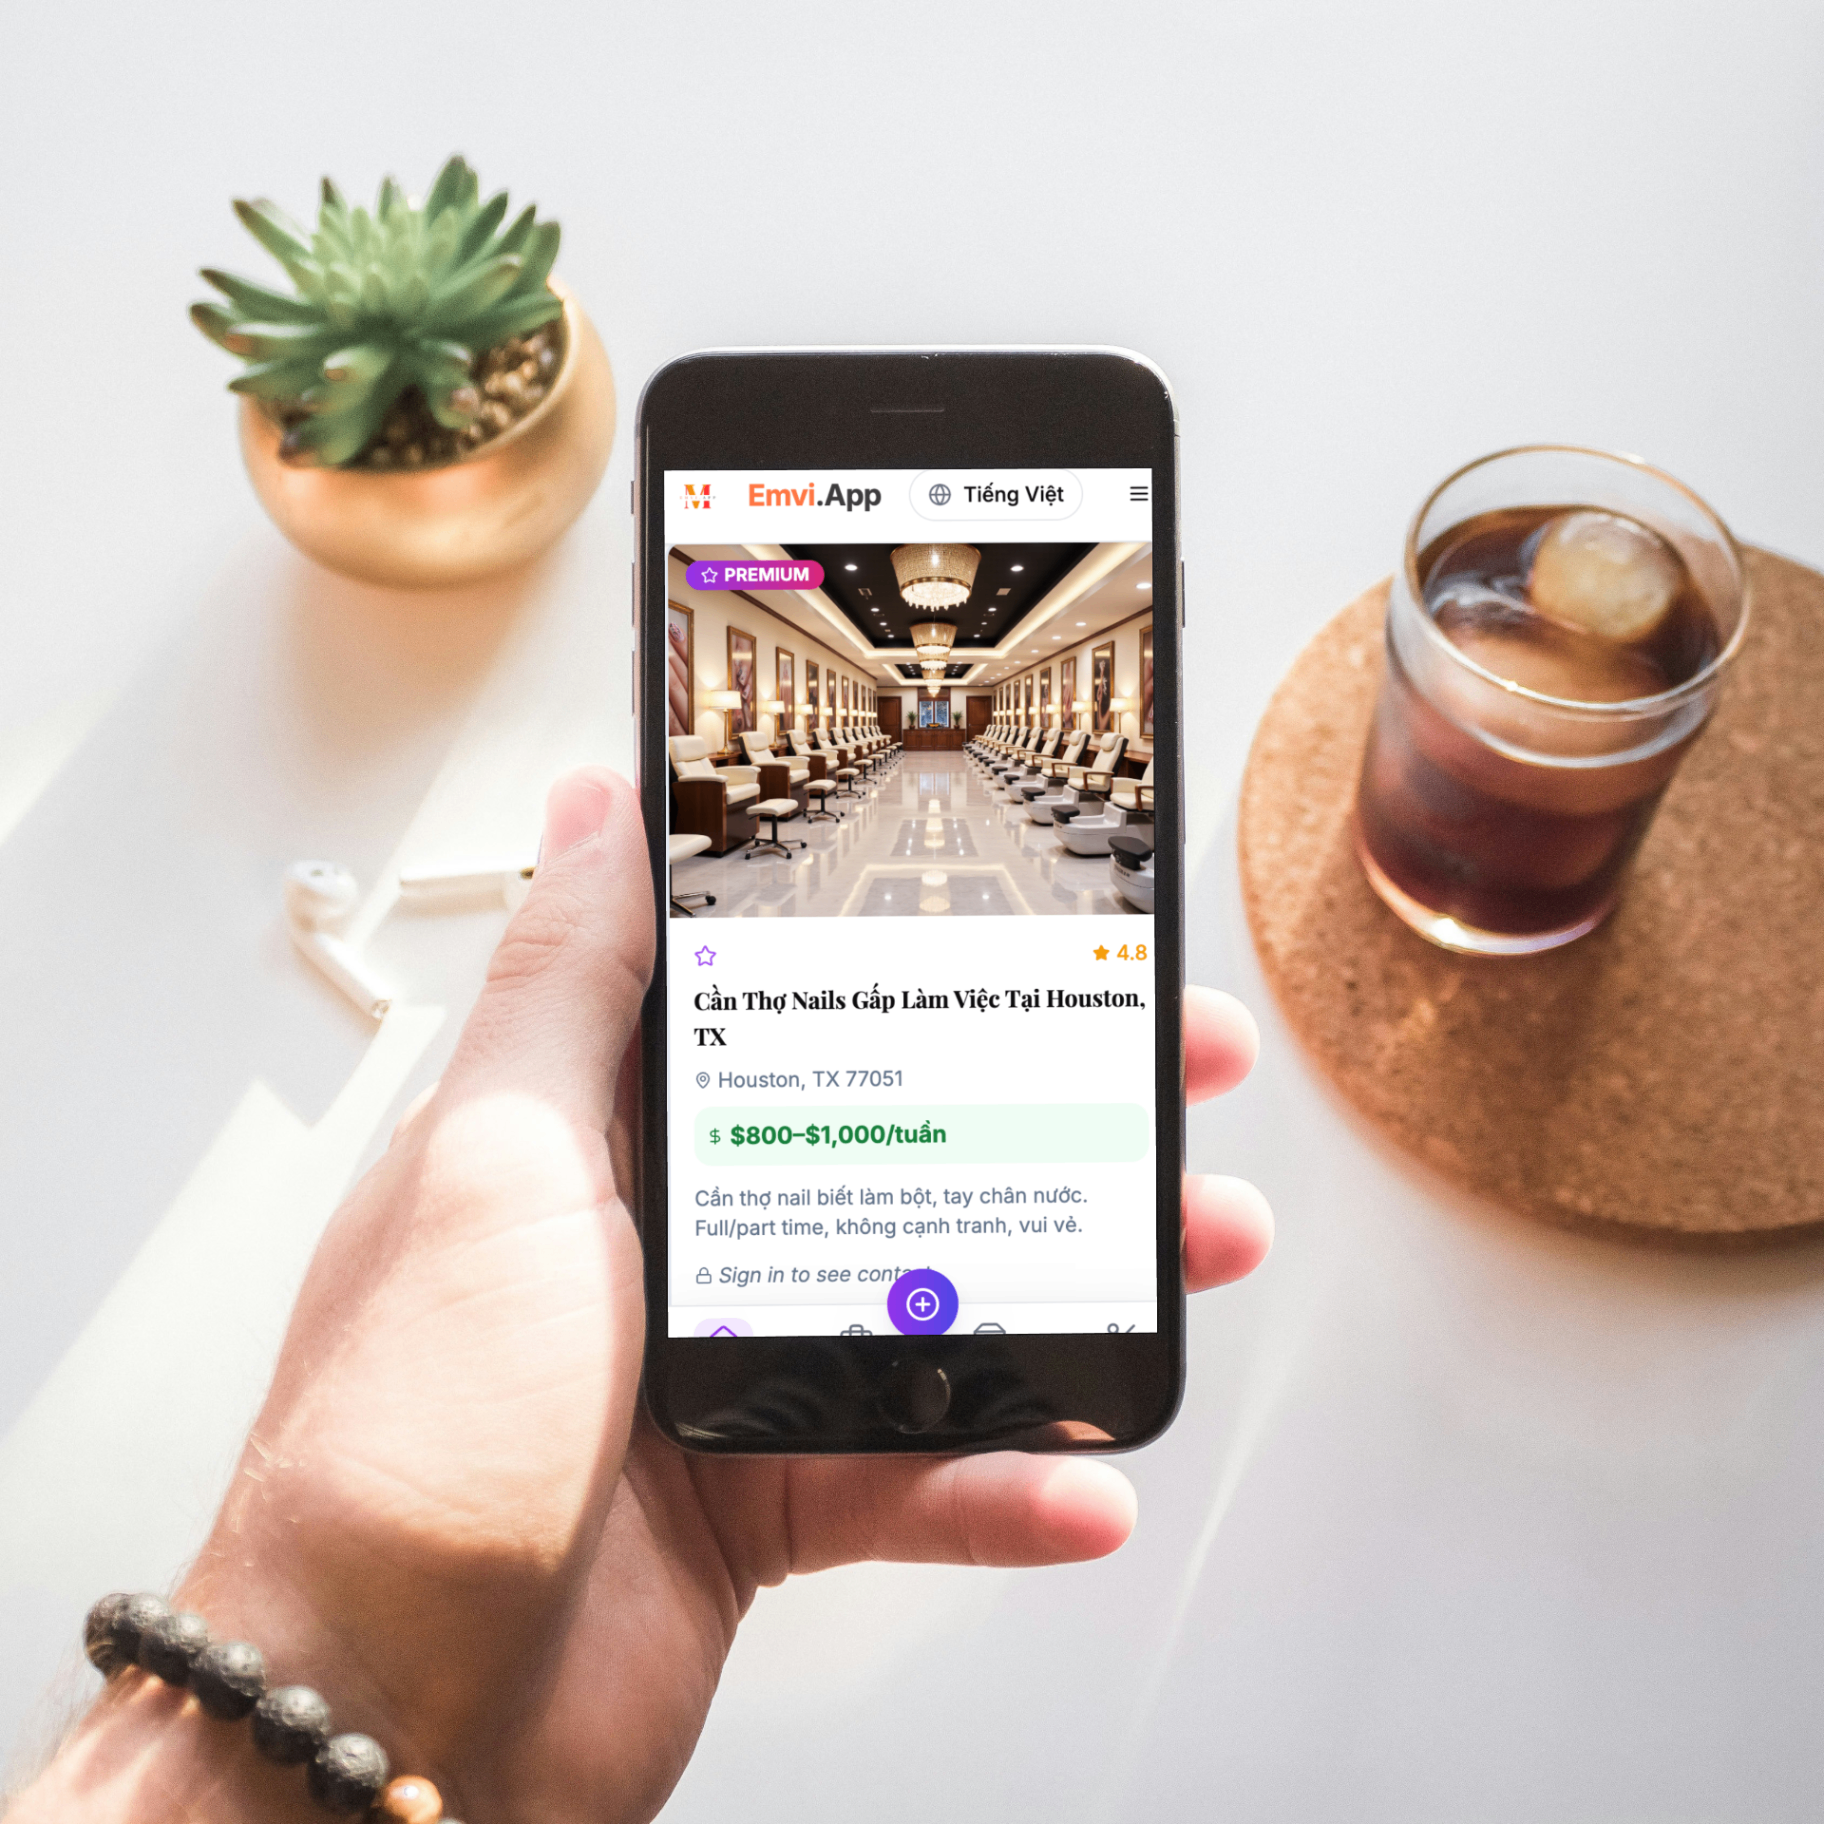 M
Emvi.App
Tiếng Việt
PREMIUM
4.8
Cần Thợ Nails Gấp Làm Việc Tại Houston,
TX
Houston, TX 77051
$ $800–$1,000/tuần
Cần thợ nail biết làm bột, tay chân nước.
Full/part time, không cạnh tranh, vui vẻ.
Sign in to see